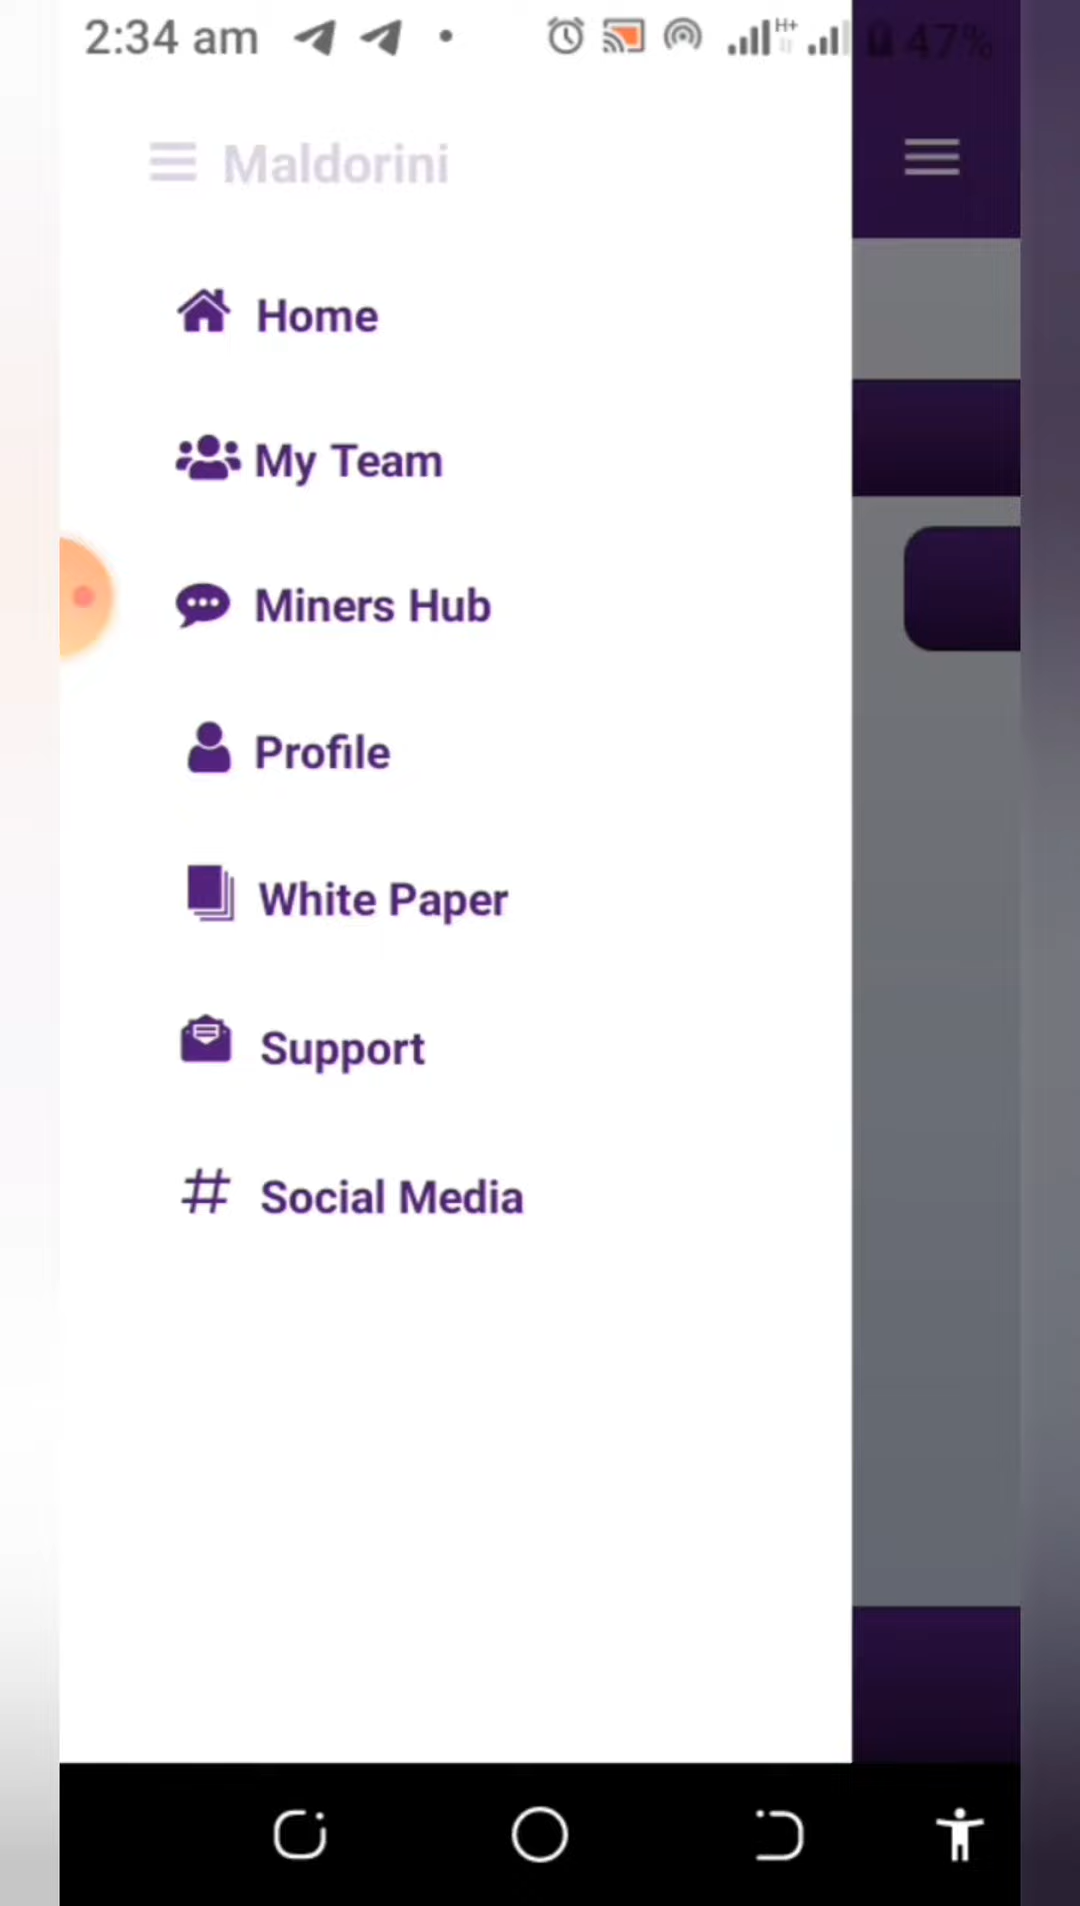 2:34 am H+ 47%
Maldorini
Home
My Team
Miners Hub
Profile
White Paper
Support
# Social Media